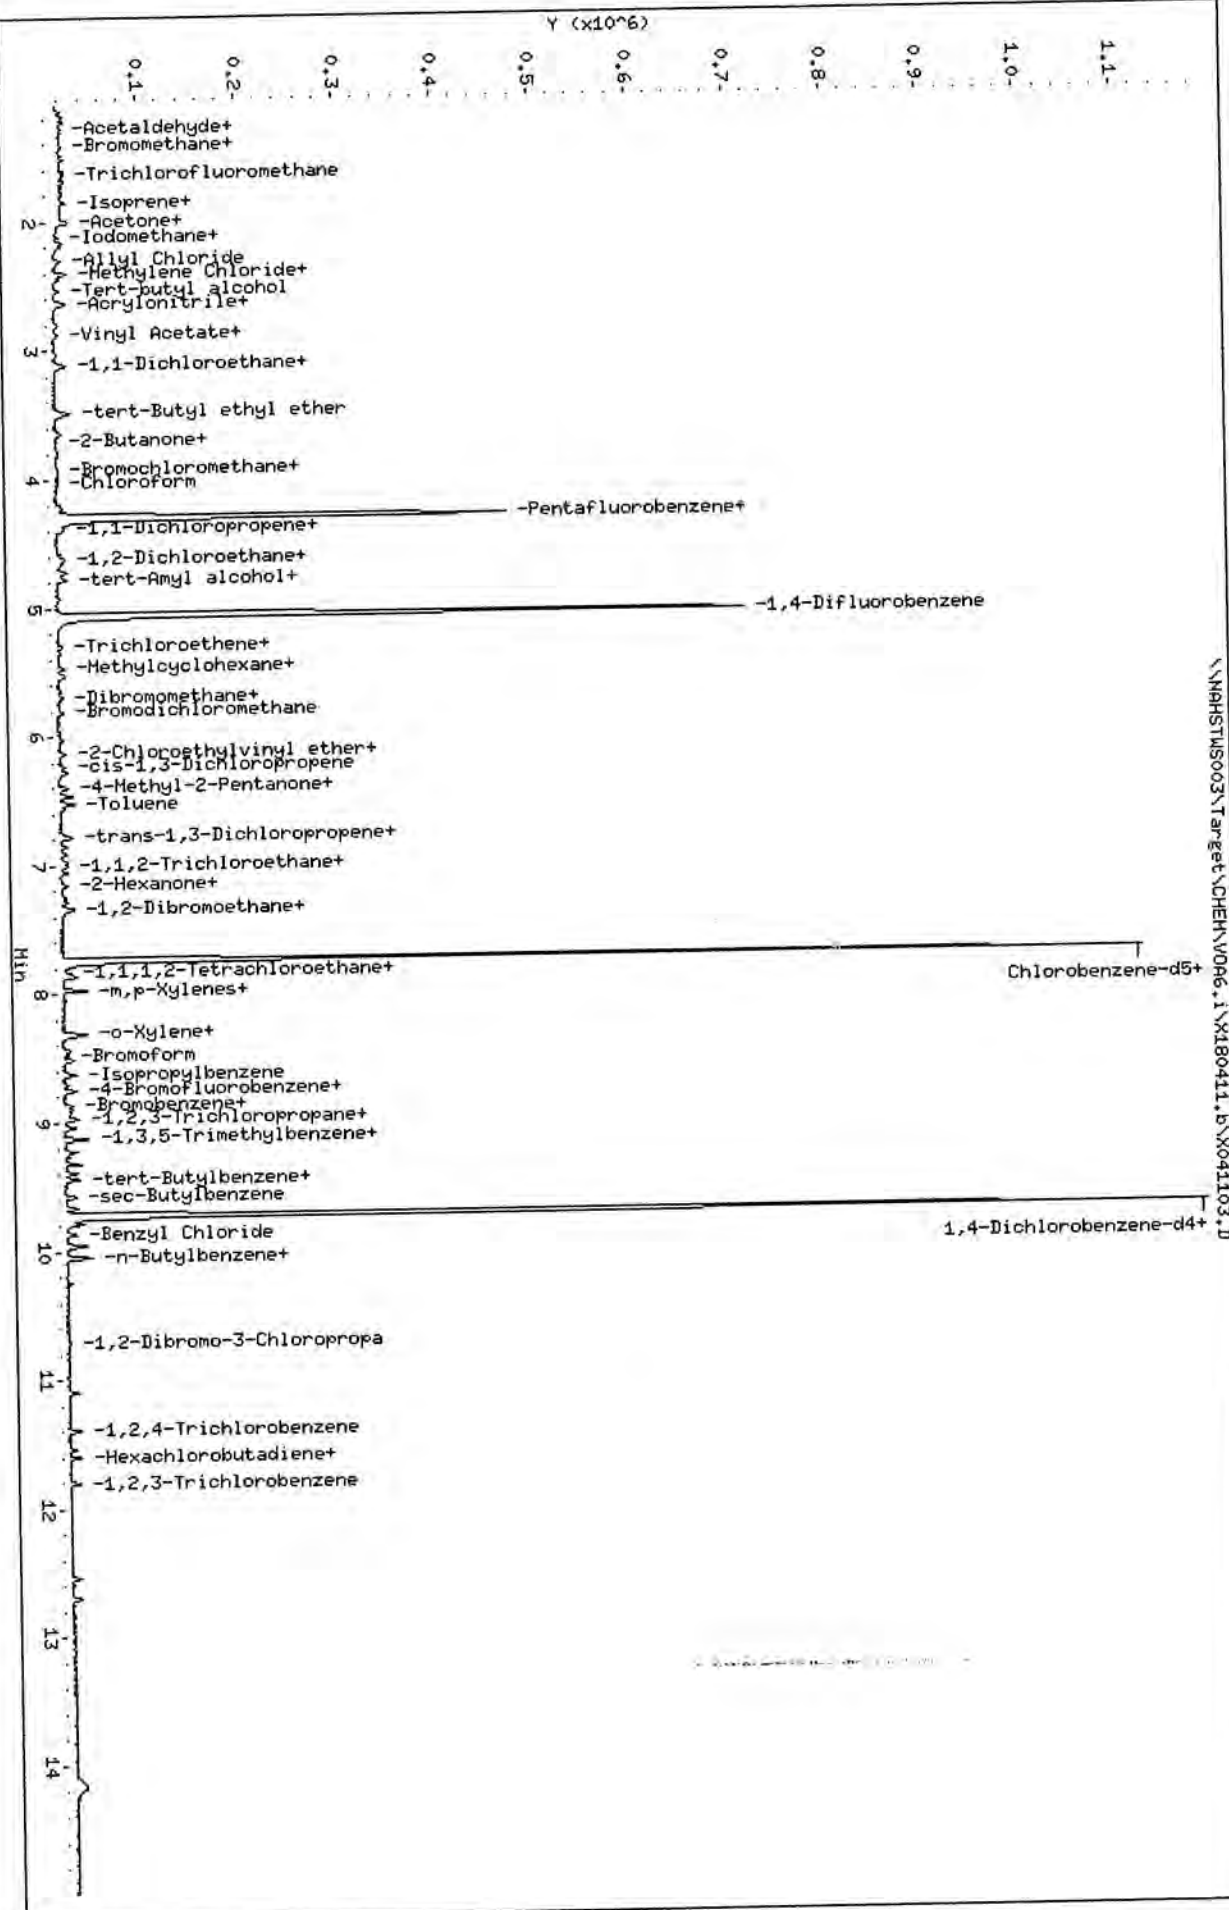 Y (x10^6)
0.1-
0.2-
0.3-
0.4-
0.5-
0.6-
0.7-
0.8-
0.9-
1.0-
1.1-
\\NAHSTWS003\Target\CHEM\VOA6.i\X180411.b\X041103.D
-Acetaldehyde+
-Bromomethane+
-Trichlorofluoromethane
-Isoprene+
2-
-Acetone+
-Iodomethane+
-Allyl Chloride
-Methylene Chloride+
-Tert-butyl alcohol
-Acrylonitrile+
-Vinyl Acetate+
3-
-1,1-Dichloroethane+
-tert-Butyl ethyl ether
-2-Butanone+
-Bromochloromethane+
4-
-Chloroform
-Pentafluorobenzene+
-1,1-Dichloropropene+
-1,2-Dichloroethane+
-tert-Amyl alcohol+
5-
-1,4-Difluorobenzene
-Trichloroethene+
-Methylcyclohexane+
-Dibromomethane+
-Bromodichloromethane
6-
-2-Chloroethylvinyl ether+
-cis-1,3-Dichloropropene
-4-Methyl-2-Pentanone+
-Toluene
-trans-1,3-Dichloropropene+
7-
-1,1,2-Trichloroethane+
-2-Hexanone+
-1,2-Dibromoethane+
Min
-1,1,1,2-Tetrachloroethane+
Chlorobenzene-d5+
8-
-m,p-Xylenes+
-o-Xylene+
-Bromoform
-Isopropylbenzene
-4-Bromofluorobenzene+
-Bromobenzene+
-1,2,3-Trichloropropane+
9-
-1,3,5-Trimethylbenzene+
-tert-Butylbenzene+
-sec-Butylbenzene
1,4-Dichlorobenzene-d4+
-Benzyl Chloride
10-
-n-Butylbenzene+
-1,2-Dibromo-3-Chloropropa
11-
-1,2,4-Trichlorobenzene
-Hexachlorobutadiene+
-1,2,3-Trichlorobenzene
12-
13-
14-